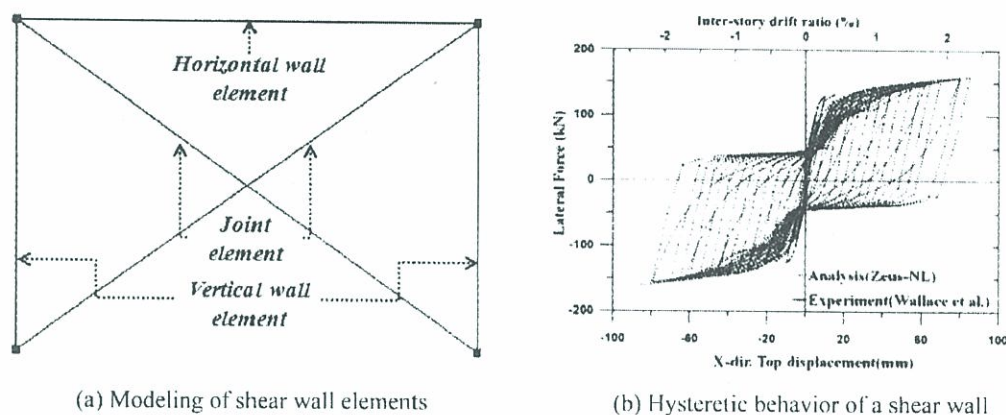 Horizontal wall
element
Joint
element
Vertical wall
element
(a) Modeling of shear wall elements
Inter-story drift ratio (%)
-2 -1 0 1 2
200
100
0
-100
-200
Lateral Force (kN)
Analysis(Zeus-NL)
Experiment(Wallace et al.)
-100 -60 -20 20 60 100
X-dir. Top displacement(mm)
(b) Hysteretic behavior of a shear wall